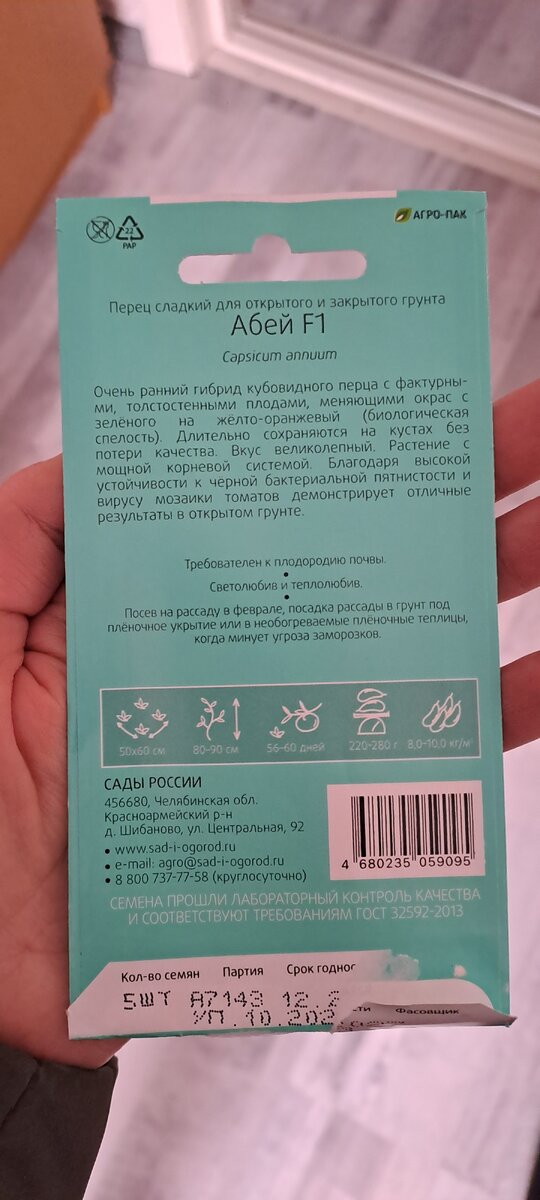 АГРО-ПАК
22
PAP
Перец сладкий для открытого и закрытого грунта
Абей F1
Capsicum annuum
Очень ранний гибрид кубовидного перца с фактурны-
ми, толстостенными плодами, меняющими окрас с
зелёного на жёлто-оранжевый (биологическая
спелость). Длительно сохраняются на кустах без
потери качества. Вкус великолепный. Растение с
мощной корневой системой. Благодаря высокой
устойчивости к чёрной бактериальной пятнистости и
вирусу мозаики томатов демонстрирует отличные
результаты в открытом грунте.
Требователен к плодородию почвы.
•
Светолюбив и теплолюбив.
•
Посев на рассаду в феврале, посадка рассады в грунт под
плёночное укрытие или в необогреваемые плёночные теплицы,
когда минует угроза заморозков.
50х60 см 80-90 см 56-60 дней 220-280 г 8,0-10,0 кг/м²
САДЫ РОССИИ
456680, Челябинская обл.
Красноармейский р-н
д. Шибаново, ул. Центральная, 92
• www.sad-i-ogorod.ru
• e-mail: agro@sad-i-ogorod.ru
• 8 800 737-77-58 (круглосуточно)
4 680235 059095
СЕМЕНА ПРОШЛИ ЛАБОРАТОРНЫЙ КОНТРОЛЬ КАЧЕСТВА
И СООТВЕТСТВУЮТ ТРЕБОВАНИЯМ ГОСТ 32592-2013
Кол-во семян Партия Срок годнос
5ШТ А7143 12.2
УП.10.202
сти Фасовщик